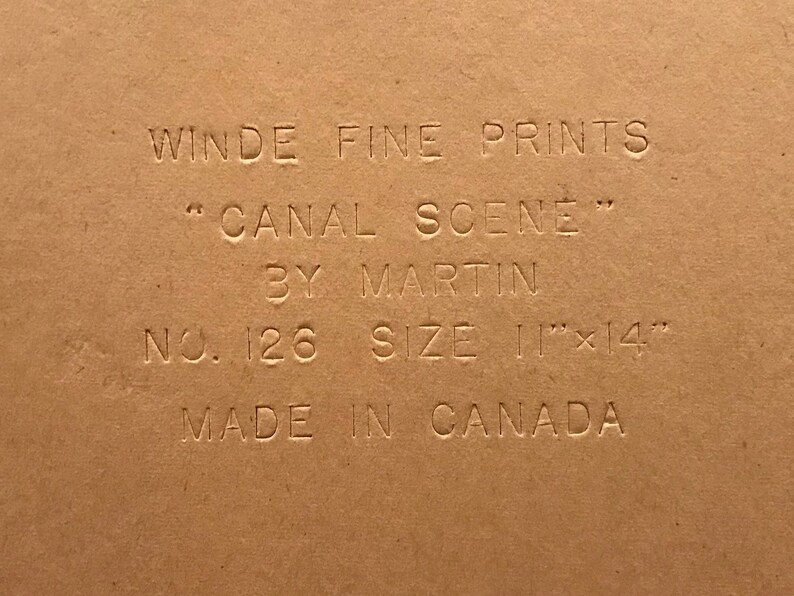 WINDE FINE PRINTS
"CANAL SCENE"
BY MARTIN
NO. 126 SIZE 11"×14"
MADE IN CANADA